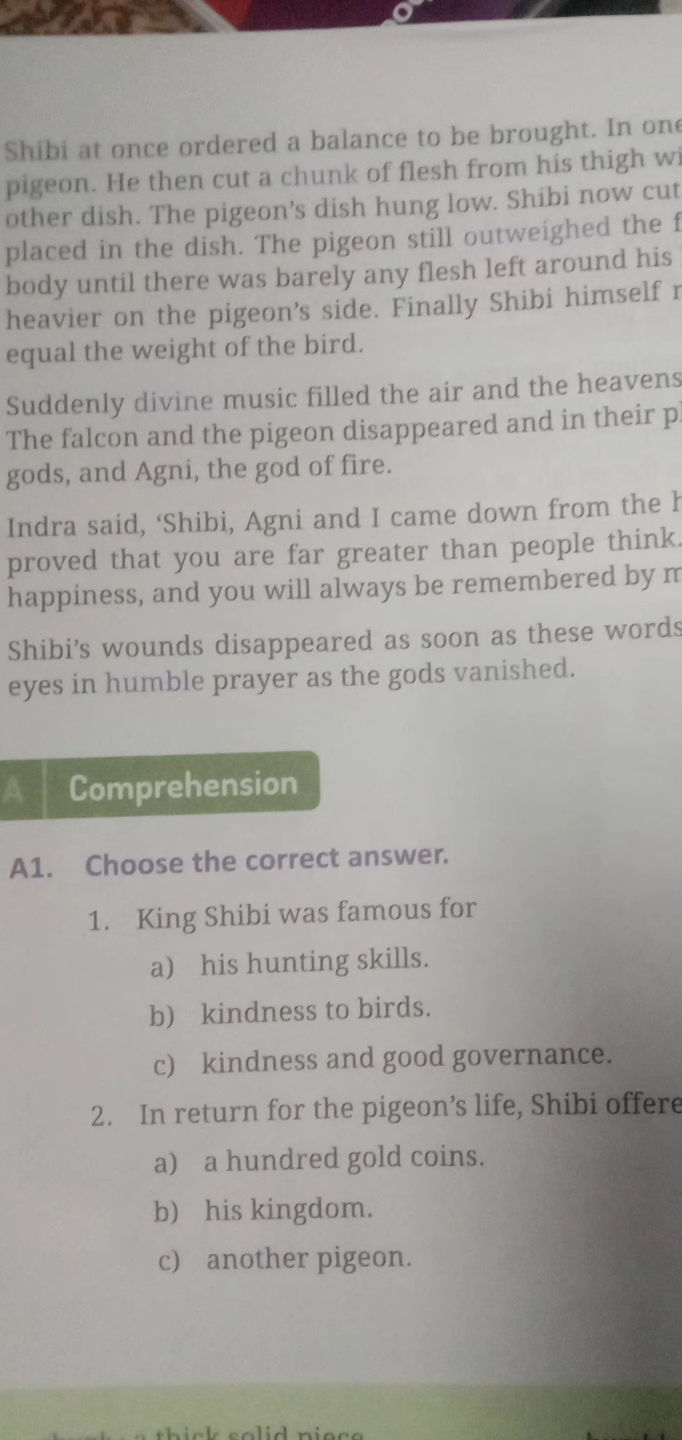 Shibi at once ordered a balance to be brought. In one
pigeon. He then cut a chunk of flesh from his thigh
other dish. The pigeon's dish hung low. Shibi now cut
placed in the dish. The pigeon still outweighed the
body until there was barely any flesh left around his
heavier on the pigeon's side. Finally Shibi himself
equal the weight of the bird.
Suddenly divine music filled the air and the heavens
The falcon and the pigeon disappeared and in their
gods, and Agni, the god of fire.
Indra said, ‘Shibi, Agni and I came down from the
proved that you are far greater than people think.
happiness, and you will always be remembered by
Shibi's wounds disappeared as soon as these words
eyes in humble prayer as the gods vanished.
A Comprehension
A1. Choose the correct answer.
1. King Shibi was famous for
a) his hunting skills.
b) kindness to birds.
c) kindness and good governance.
2. In return for the pigeon's life, Shibi offere
a) a hundred gold coins.
b) his kingdom.
c) another pigeon.
a thick solid piece